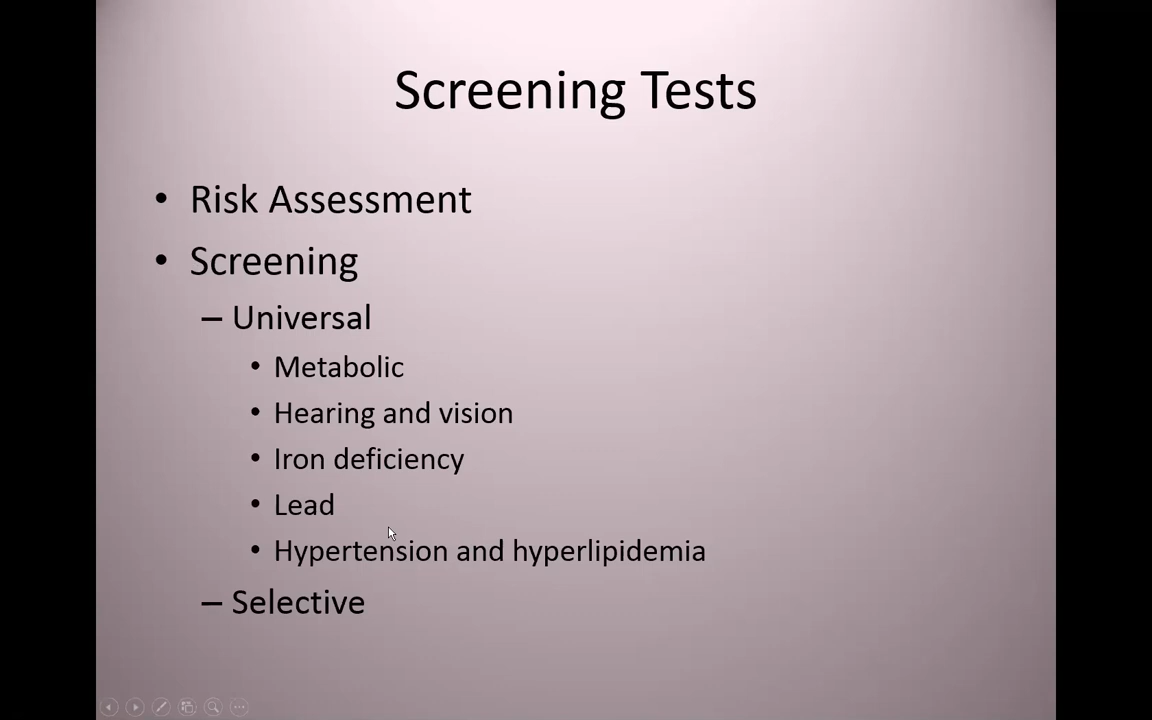 Screening Tests
• Risk Assessment
• Screening
– Universal
• Metabolic
• Hearing and vision
• Iron deficiency
• Lead
• Hypertension and hyperlipidemia
– Selective